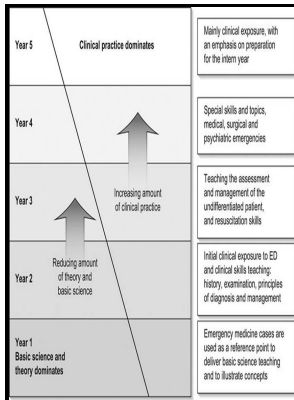 Year 5
Clinical practice dominates
Mainly clinical exposure, with
an emphasis on preparation
for the intern year
Year 4
Special skills and topics,
medical, surgical and
psychiatric emergencies
Increasing amount
of clinical practice
Year 3
Teaching the assessment
and management of the
undifferentiated patient,
and resuscitation skills
Reducing amount
of theory and
basic science
Year 2
Initial clinical exposure to ED
and clinical skills teaching:
history, examination, principles
of diagnosis and management
Year 1
Basic science and
theory dominates
Emergency medicine cases are
used as a reference point to
deliver basic science teaching
and to illustrate concepts